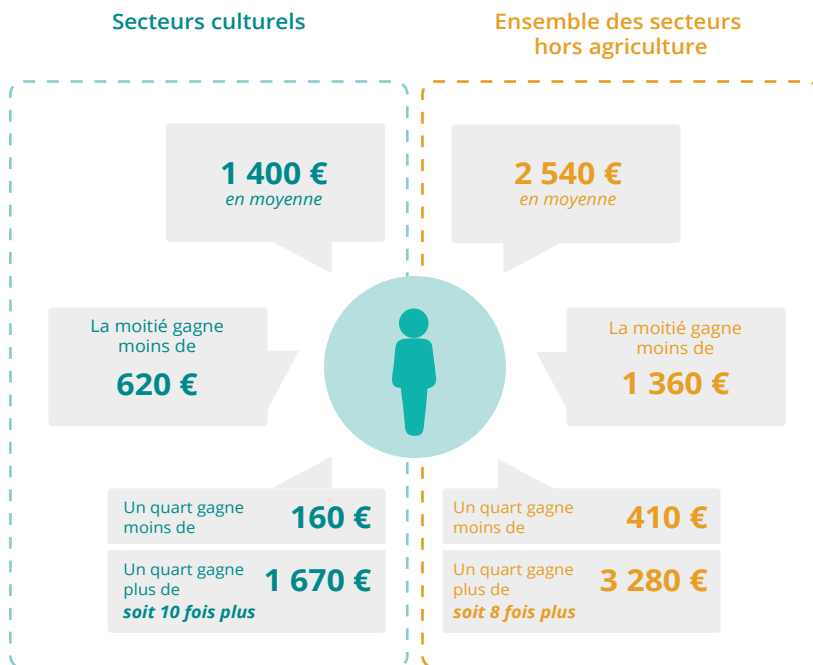 Secteurs culturels
Ensemble des secteurs
hors agriculture
1 400 €
en moyenne
2 540 €
en moyenne
La moitié gagne
moins de
620 €
La moitié gagne
moins de
1 360 €
Un quart gagne
moins de
160 €
Un quart gagne
plus de
1 670 €
soit 10 fois plus
Un quart gagne
moins de
410 €
Un quart gagne
plus de
3 280 €
soit 8 fois plus